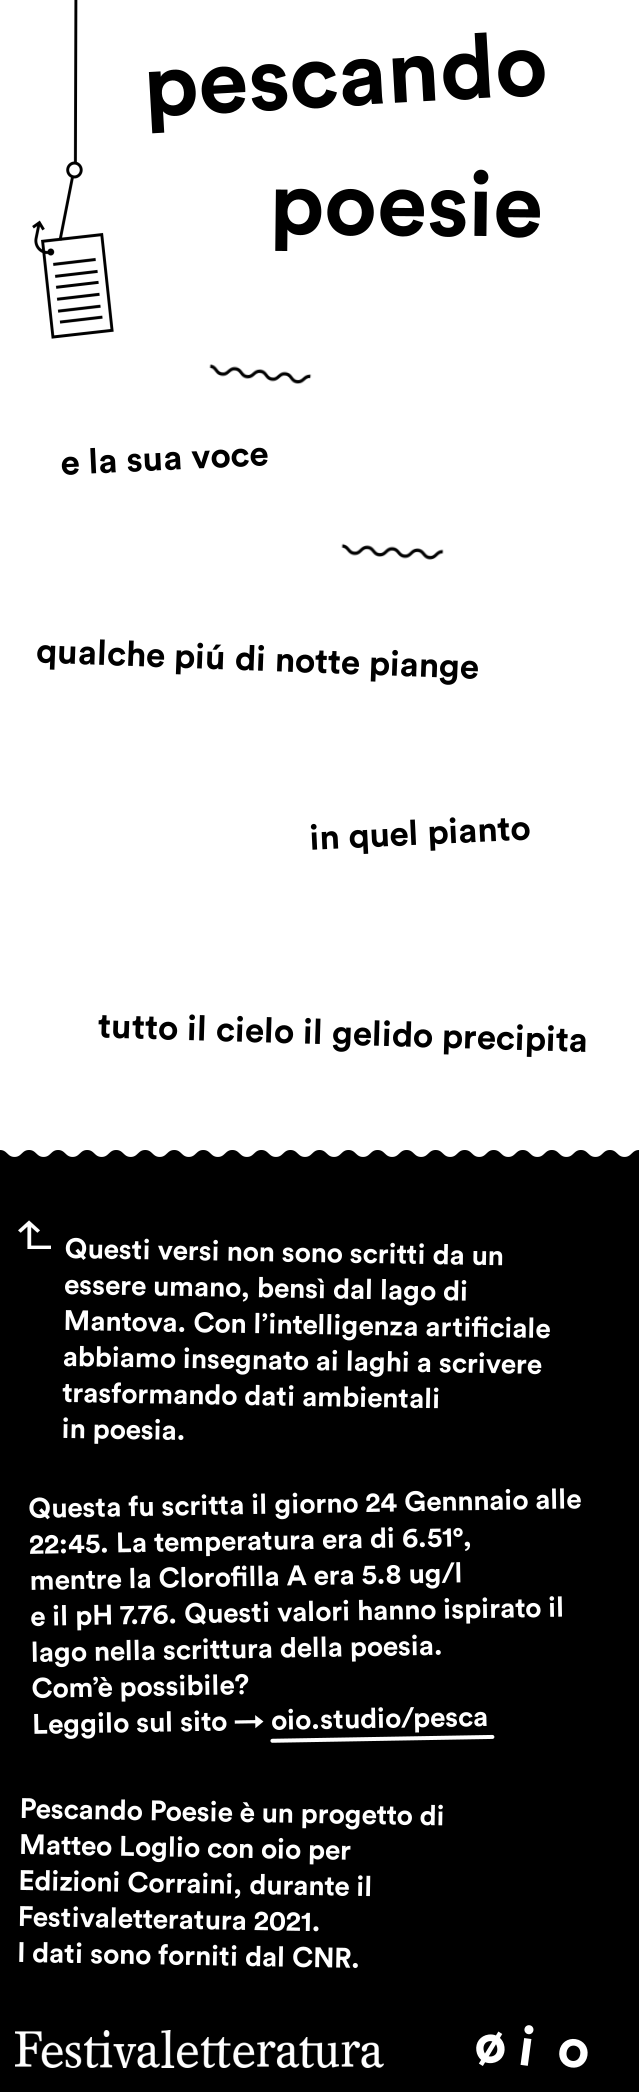 pescando
poesie
e la sua voce
qualche piú di notte piange
in quel pianto
tutto il cielo il gelido precipita
Questi versi non sono scritti da un
essere umano, bensì dal lago di
Mantova. Con l’intelligenza artificiale
abbiamo insegnato ai laghi a scrivere
trasformando dati ambientali
in poesia.
Questa fu scritta il giorno 24 Gennnaio alle
22:45. La temperatura era di 6.51°,
mentre la Clorofilla A era 5.8 ug/l
e il pH 7.76. Questi valori hanno ispirato il
lago nella scrittura della poesia.
Com’è possibile?
Leggilo sul sito → oio.studio/pesca
Pescando Poesie è un progetto di
Matteo Loglio con oio per
Edizioni Corraini, durante il
Festivaletteratura 2021.
I dati sono forniti dal CNR.
Festivaletteratura øio